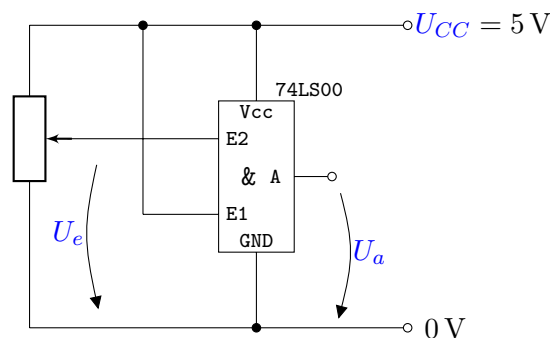 U_CC = 5 V
74LS00
Vcc
E2
& A
E1
GND
U_e
U_a
0 V